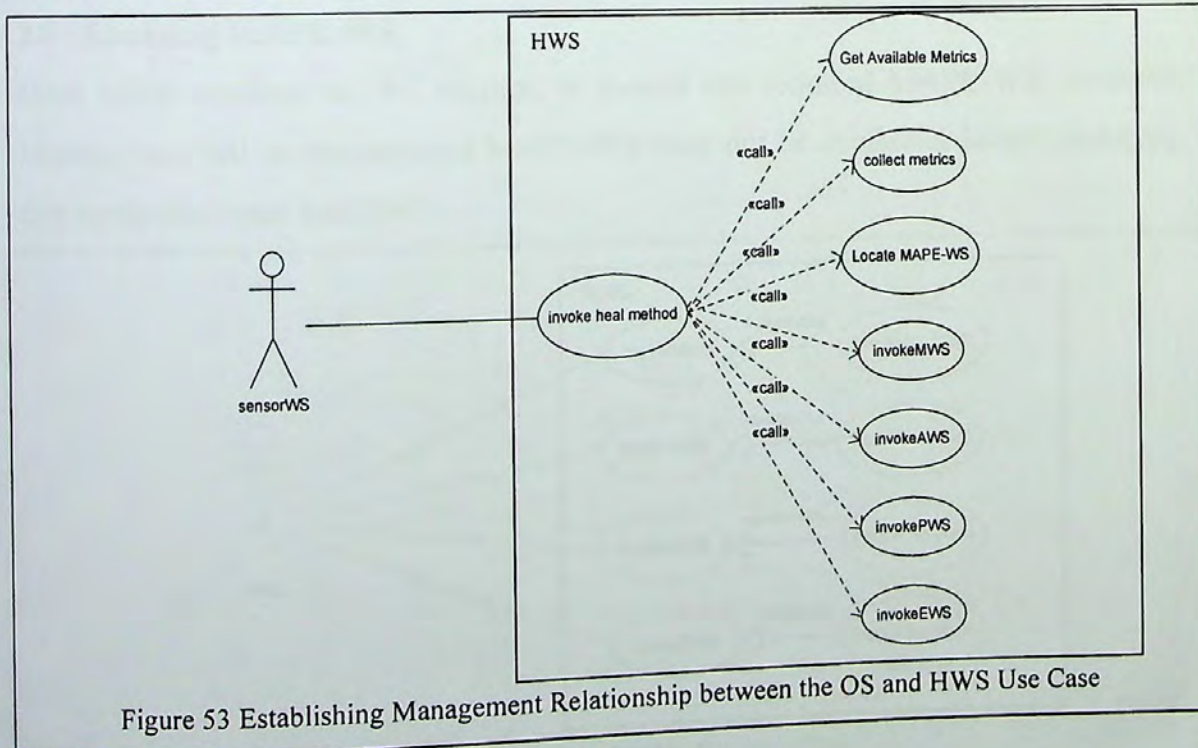 HWS
Get Available Metrics
«call»
collect metrics
«call»
«call»
Locate MAPE-WS
«call»
invoke heal method
invokeMWS
«call»
«call»
sensorWS
invokeAWS
«call»
invokePWS
invokeEWS
Figure 53 Establishing Management Relationship between the OS and HWS Use Case